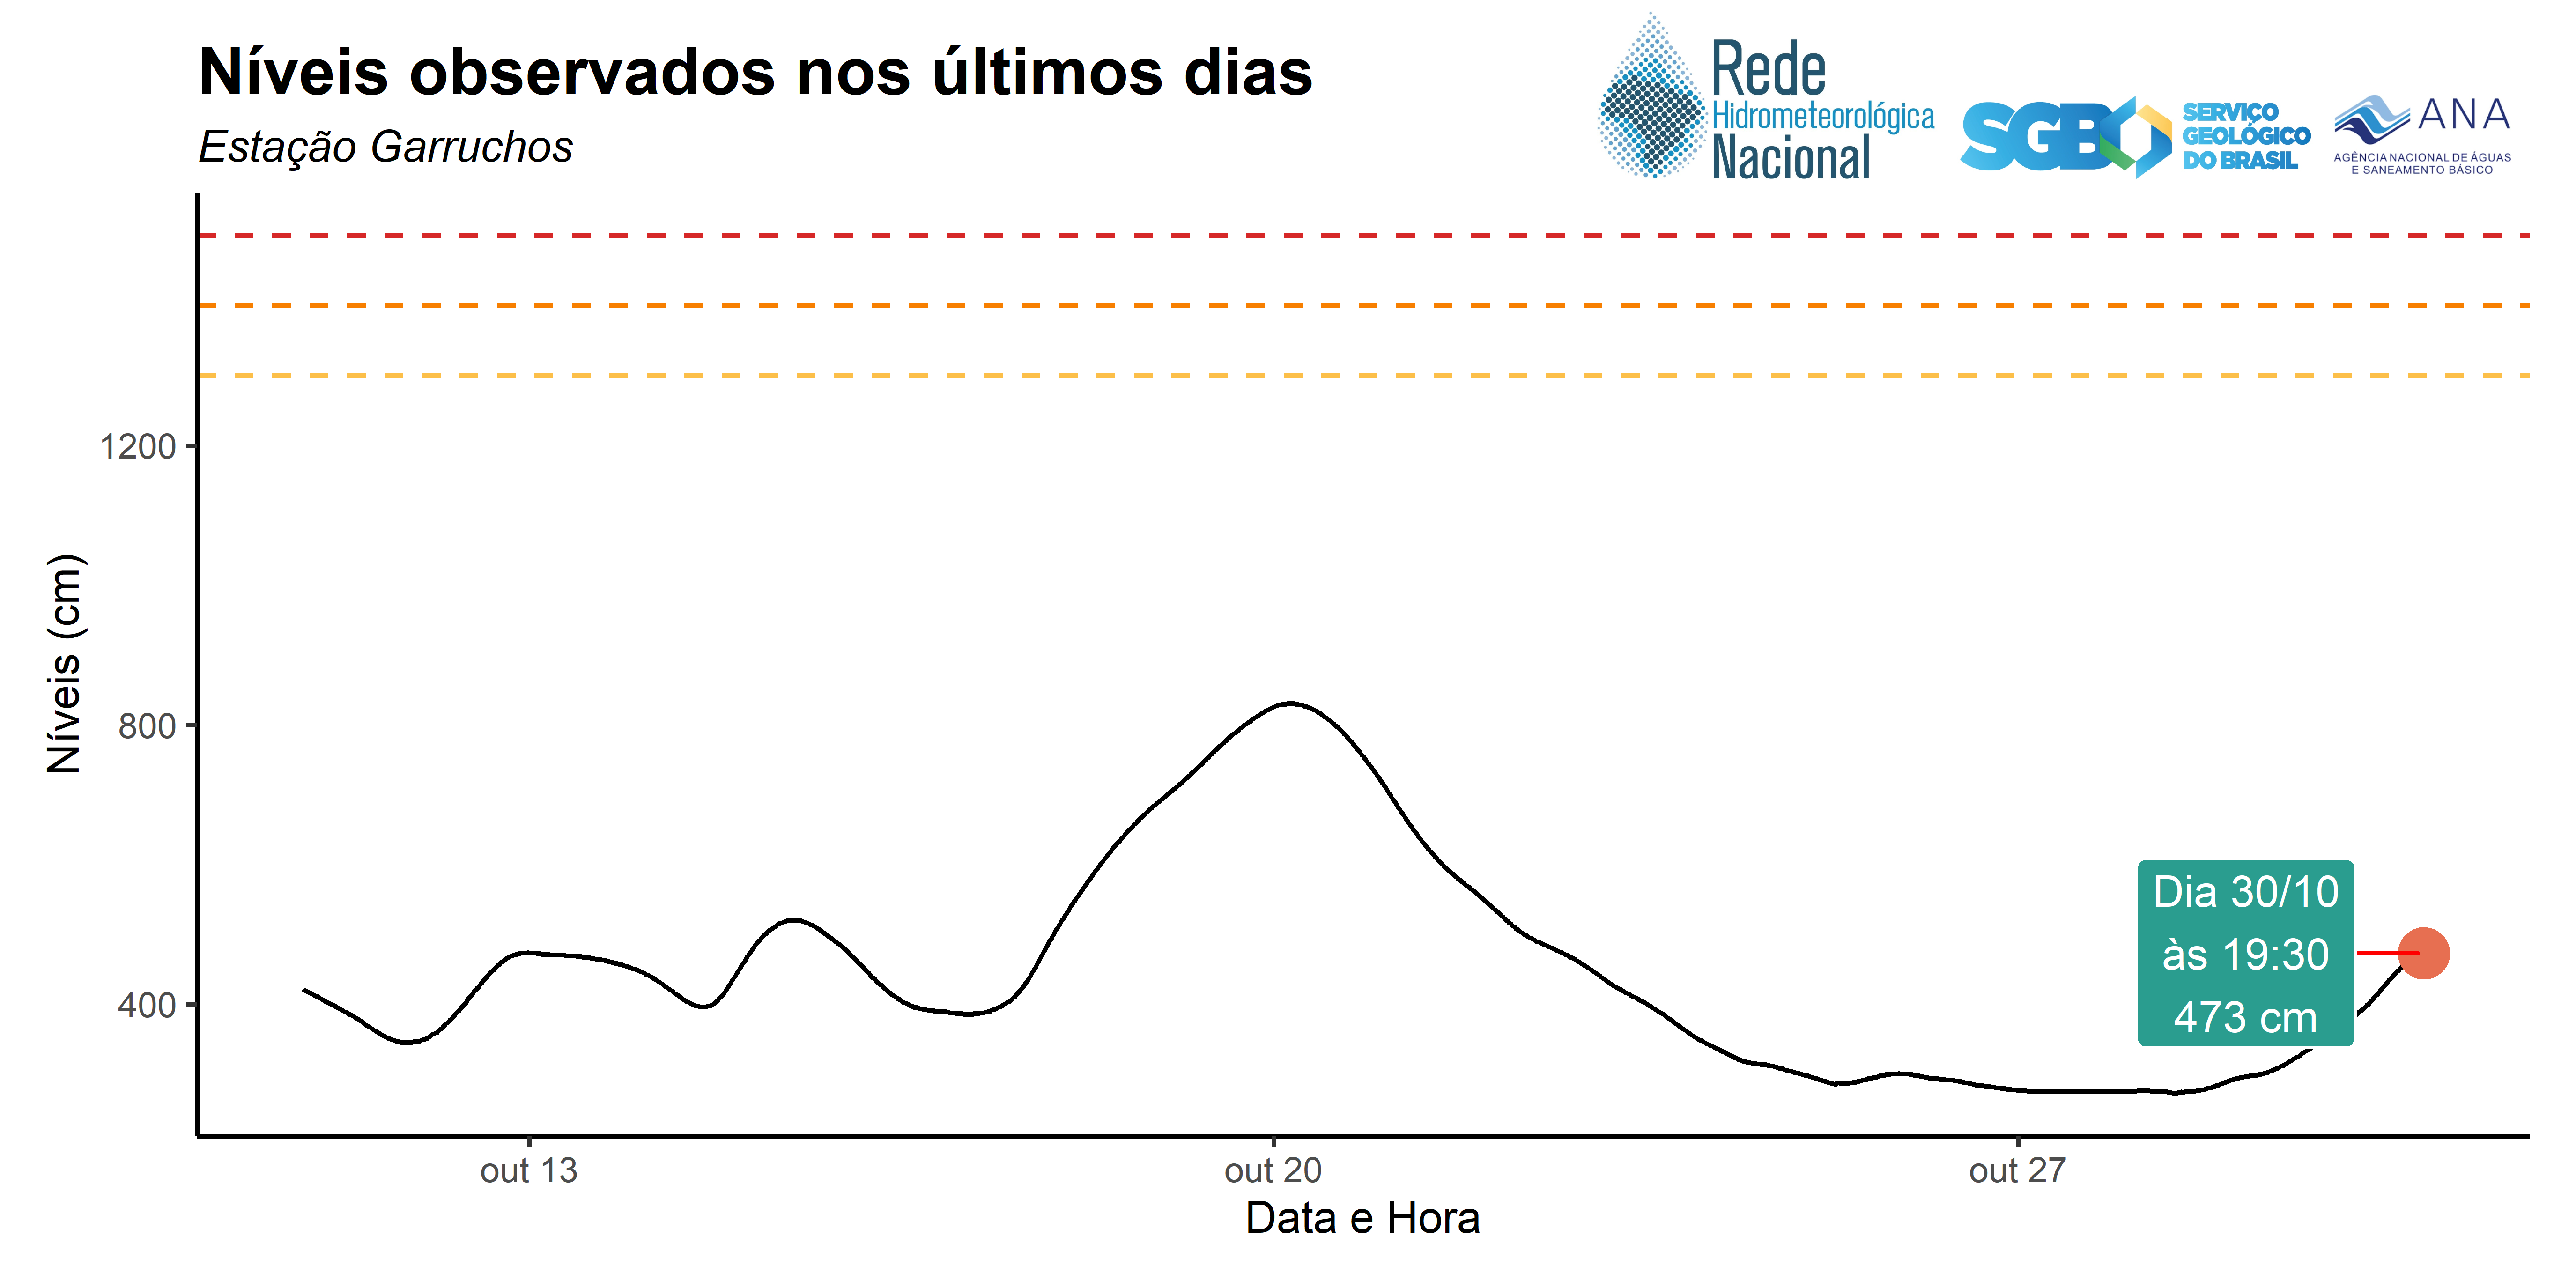 Níveis observados nos últimos dias
Estação Garruchos
Rede
Hidrometeorológica
Nacional
SGB
SERVIÇO
GEOLÓGICO
DO BRASIL
ANA
AGÊNCIA NACIONAL DE ÁGUAS
E SANEAMENTO BÁSICO
Níveis (cm)
1200
800
400
Dia 30/10
às 19:30
473 cm
out 13
out 20
out 27
Data e Hora